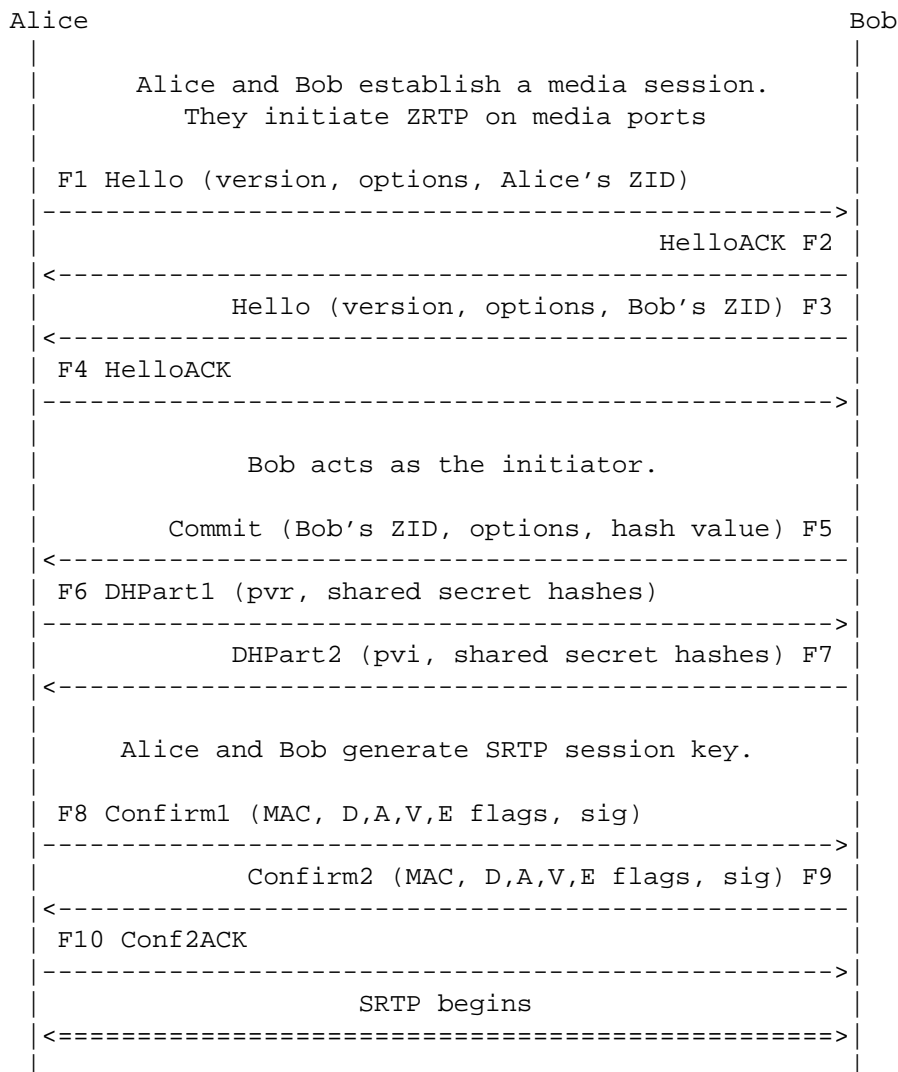 Alice Bob
Alice and Bob establish a media session.
They initiate ZRTP on media ports
F1 Hello (version, options, Alice's ZID)
HelloACK F2
Hello (version, options, Bob's ZID) F3
F4 HelloACK
Bob acts as the initiator.
Commit (Bob's ZID, options, hash value) F5
F6 DHPart1 (pvr, shared secret hashes)
DHPart2 (pvi, shared secret hashes) F7
Alice and Bob generate SRTP session key.
F8 Confirm1 (MAC, D,A,V,E flags, sig)
Confirm2 (MAC, D,A,V,E flags, sig) F9
F10 Conf2ACK
SRTP begins